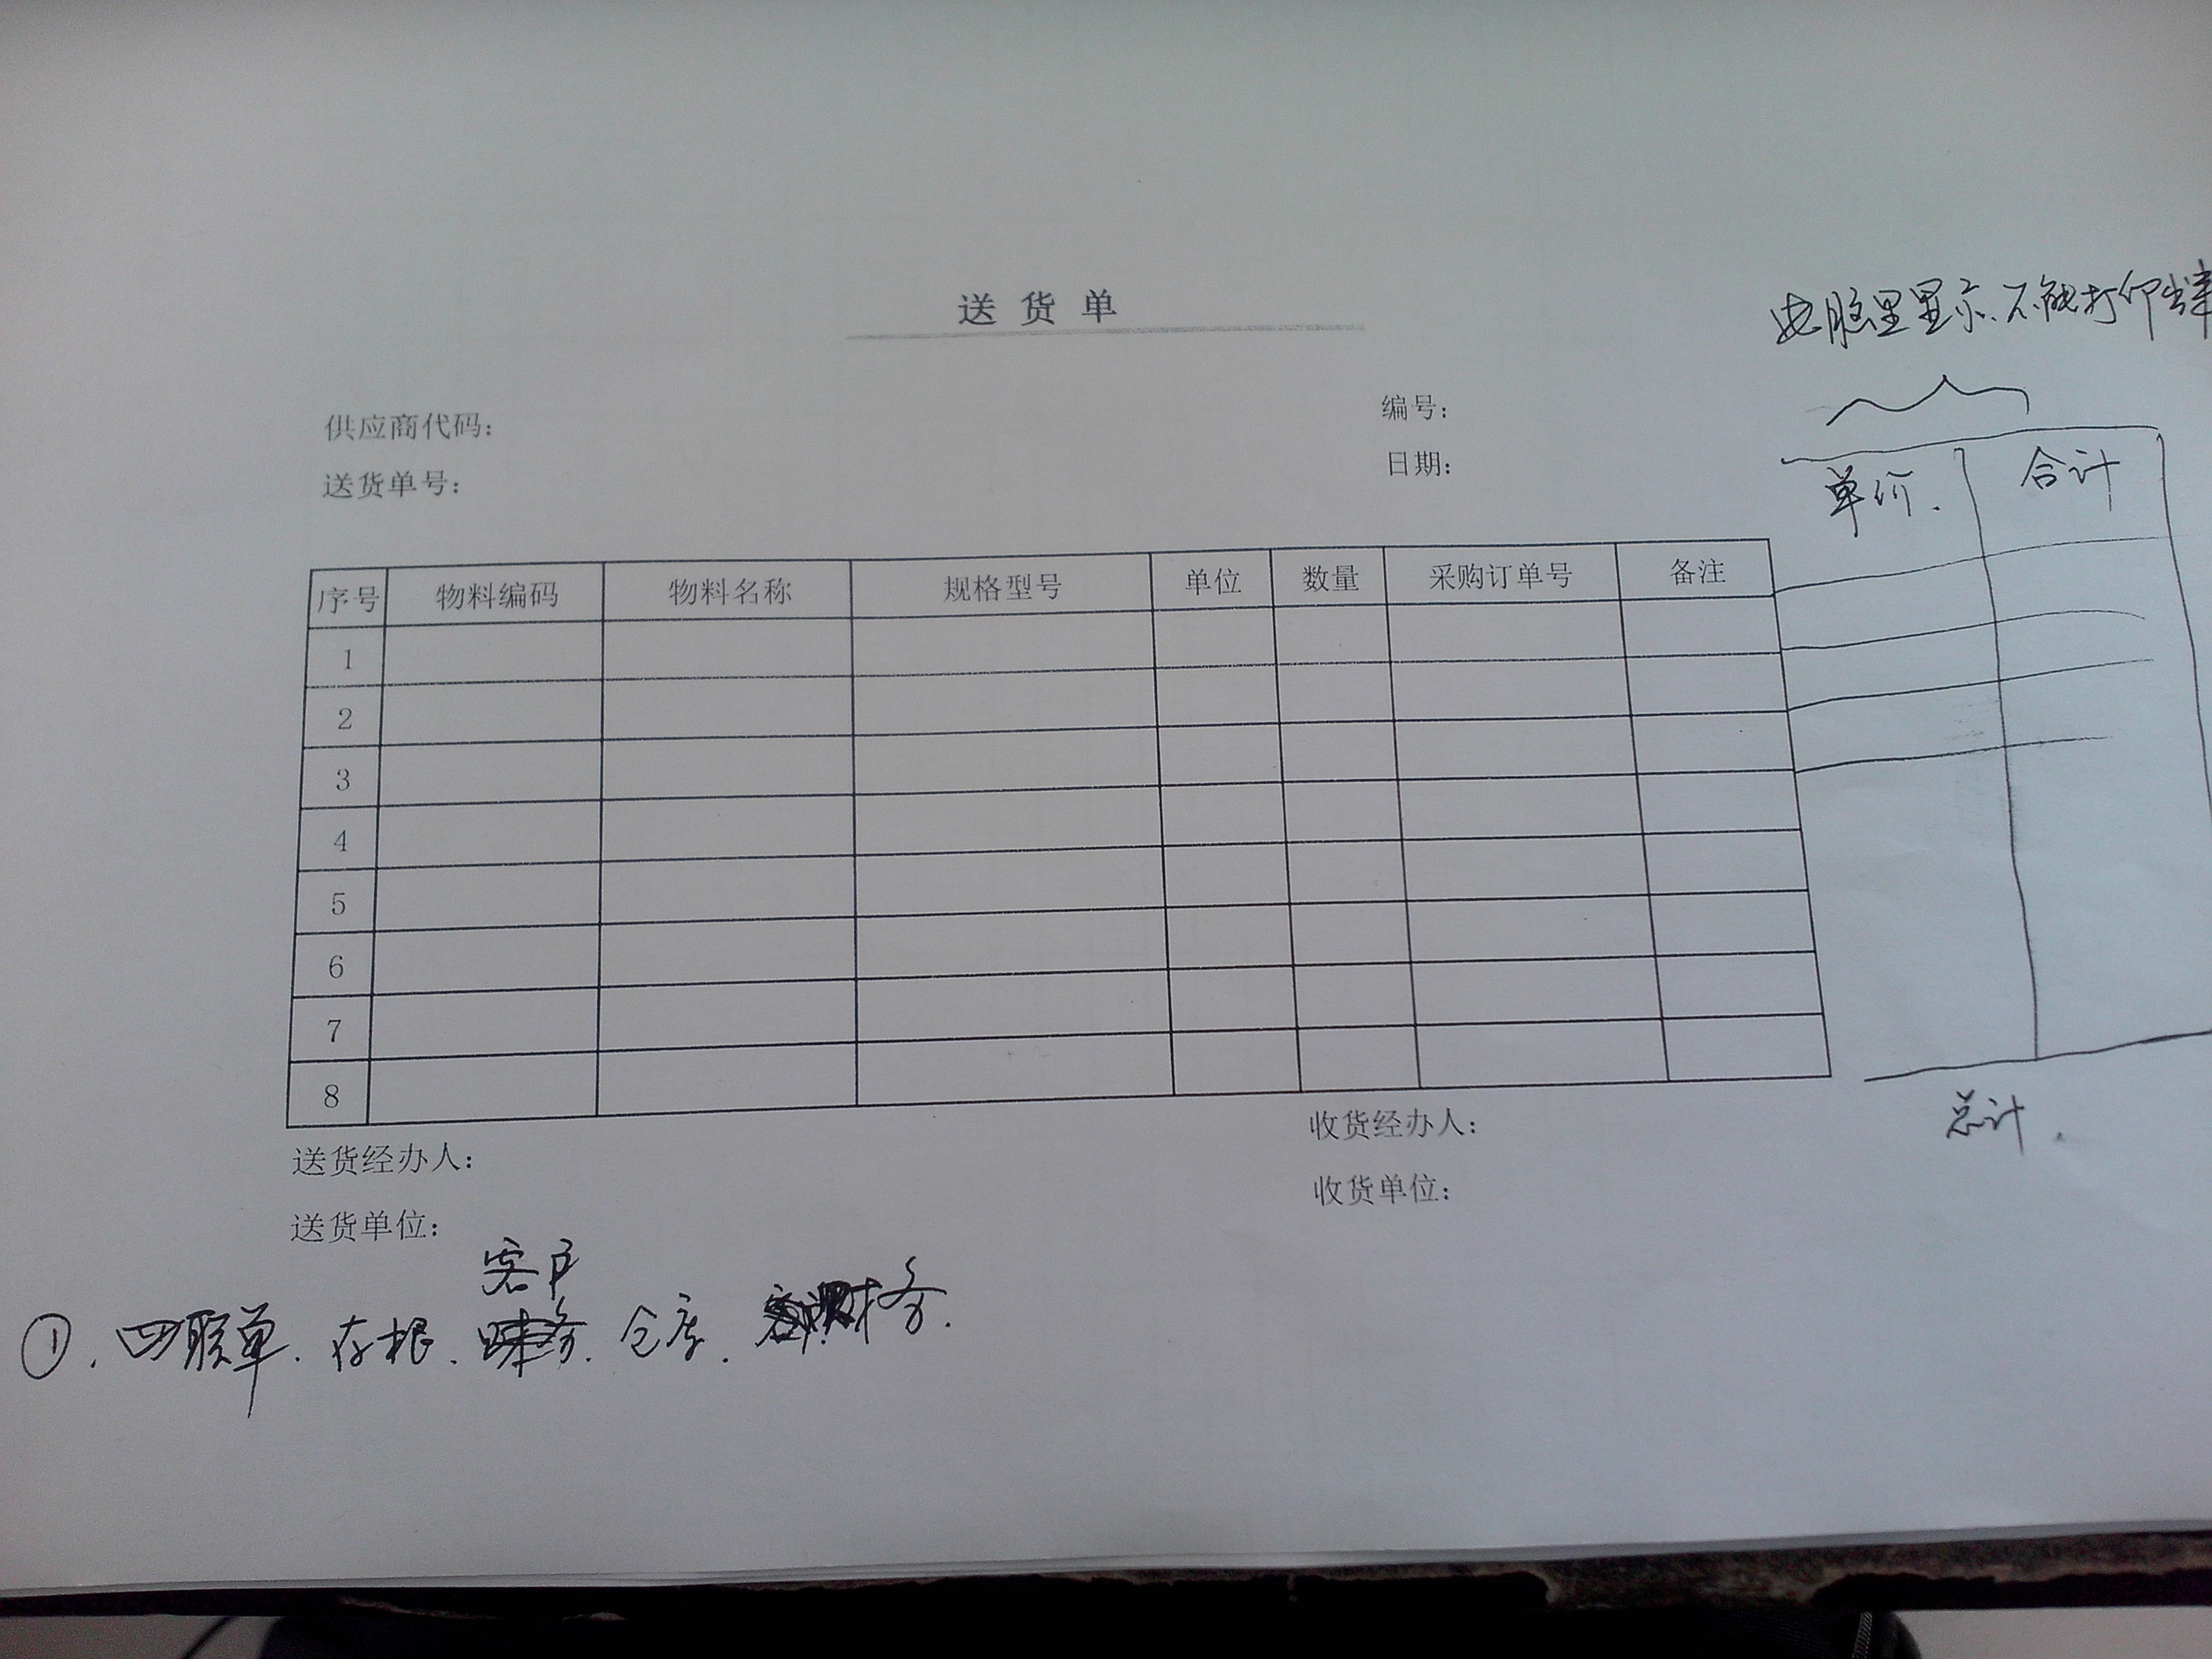 送货单
电脑里显示.不能打印出来
供应商代码:
编号:
送货单号:
日期:
单价. 合计
序号 物料编码 物料名称 规格型号 单位 数量 采购订单号 备注
1
2
3
4
5
6
7
8
总计.
送货经办人:
收货经办人:
送货单位:
收货单位:
客户
①.四联单.存根.财务.仓库.财务.